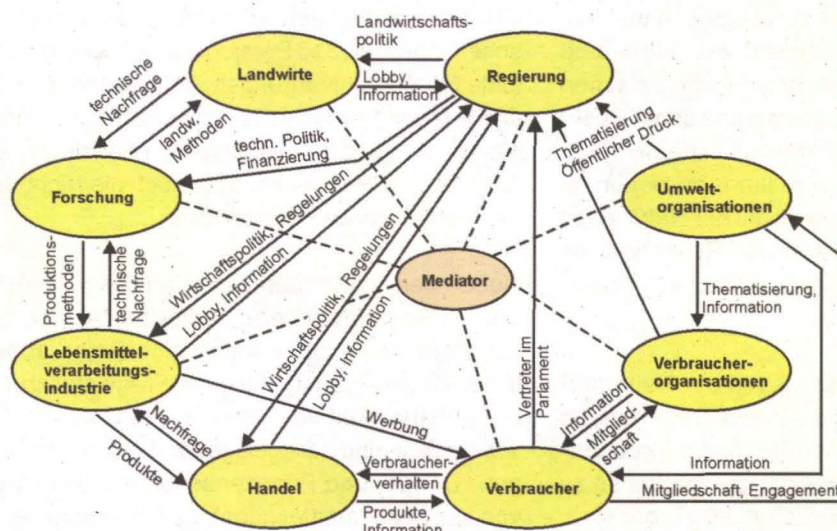 Landwirtschafts-
politik
Landwirte
Regierung
technische
Nachfrage
Lobby,
Information
landw.
Methoden
techn. Politik,
Finanzierung
Thematisierung
Öffentlicher Druck
Forschung
Umwelt-
organisationen
Wirtschaftspolitik, Regelungen
Lobby, Information
Wirtschaftspolitik, Regelungen
Lobby, Information
Mediator
Produktions-
methoden
technische
Nachfrage
Thematisierung,
Information
Lebensmittel-
verarbeitungs-
industrie
Verbraucher-
organisationen
Vertreter im
Parlament
Information
Mitglied-
schaft
Nachfrage
Produkte
Werbung
Verbraucher-
verhalten
Handel
Verbraucher
Information
Mitgliedschaft, Engagement
Produkte,
Information